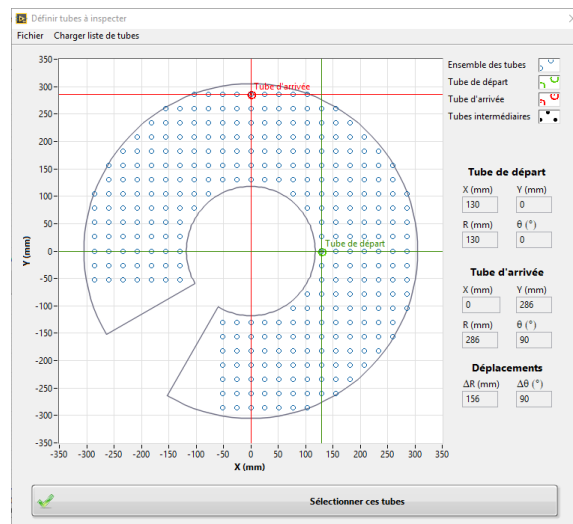 Définir tubes à inspecter
Fichier Charger liste de tubes
Ensemble des tubes
Tube de départ
Tube d'arrivée
Tubes intermédiaires
350
300
250
200
150
100
50
0
-50
-100
-150
-200
-250
-300
-350
Y (mm)
-350 -300 -250 -200 -150 -100 -50 0 50 100 150 200 250 300 350
X (mm)
Tube d'arrivée
Tube de départ
Tube de départ
X (mm) Y (mm)
130 0
R (mm) θ (°)
130 0
Tube d'arrivée
X (mm) Y (mm)
0 286
R (mm) θ (°)
286 90
Déplacements
ΔR (mm) Δθ (°)
156 90
Sélectionner ces tubes